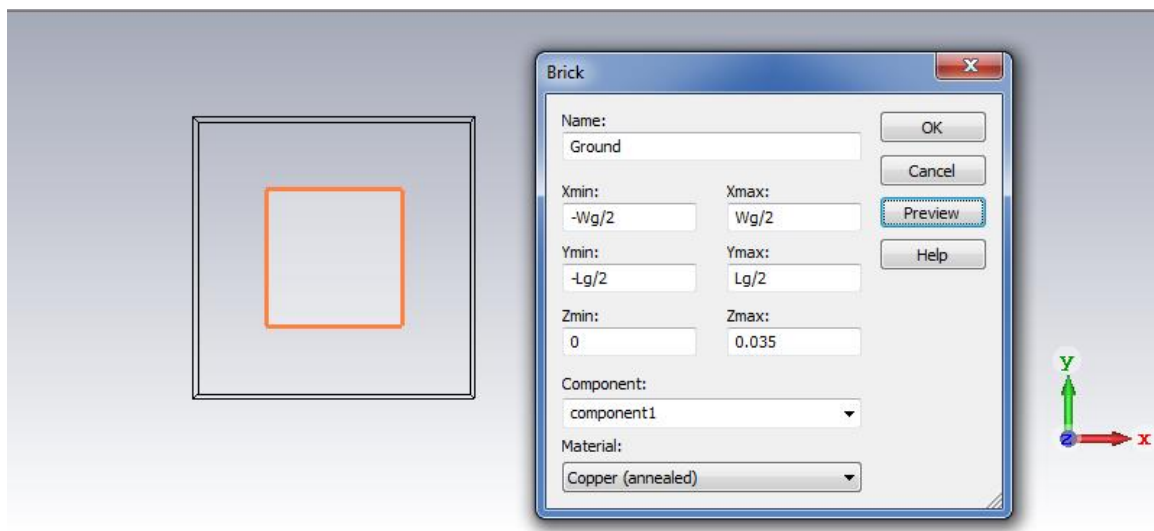 Brick
X
Name:
Ground
OK
Cancel
Xmin:
Xmax:
-Wg/2
Wg/2
Preview
Ymin:
Ymax:
Help
-Lg/2
Lg/2
Zmin:
Zmax:
0
0.035
Component:
component1
Material:
Copper (annealed)
y
z
x